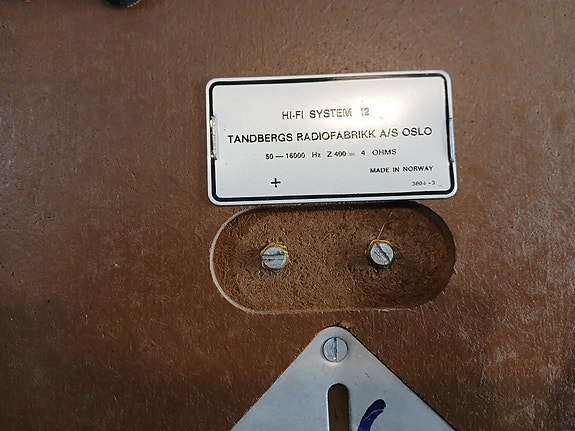 HI-FI SYSTEM 12
TANDBERGS RADIOFABRIKK A/S OSLO
50 — 16000 Hz Z 400 = 4 OHMS
MADE IN NORWAY
+
3804-3